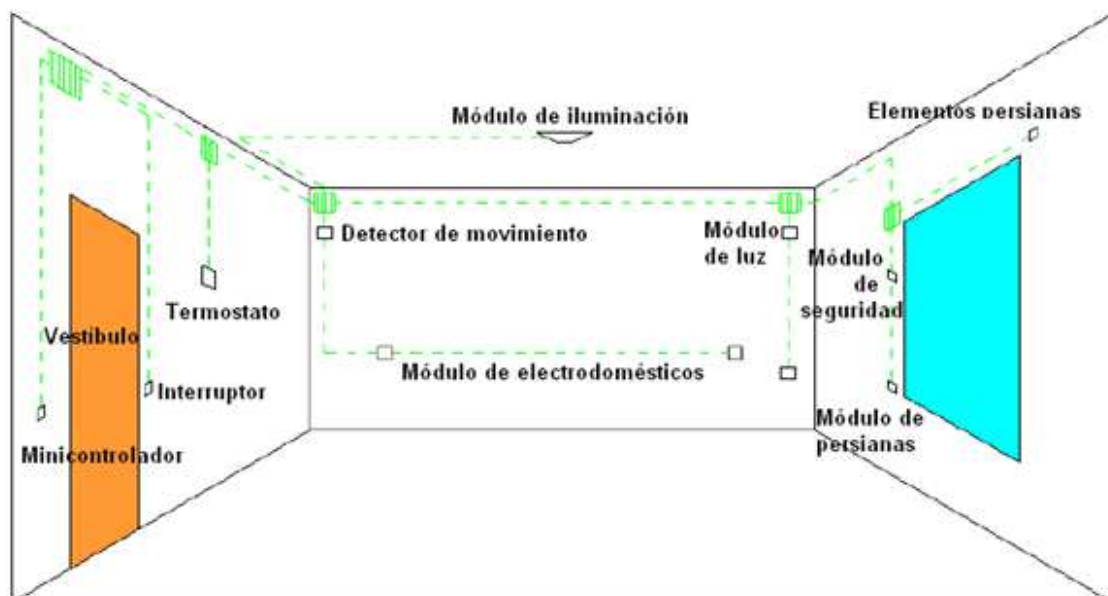 Módulo de iluminación
Elementos persianas
Detector de movimiento
Módulo
de luz
Módulo
de
seguridad
Termostato
Vestíbulo
Módulo de electrodomésticos
Interruptor
Módulo de
persianas
Minicontrolador